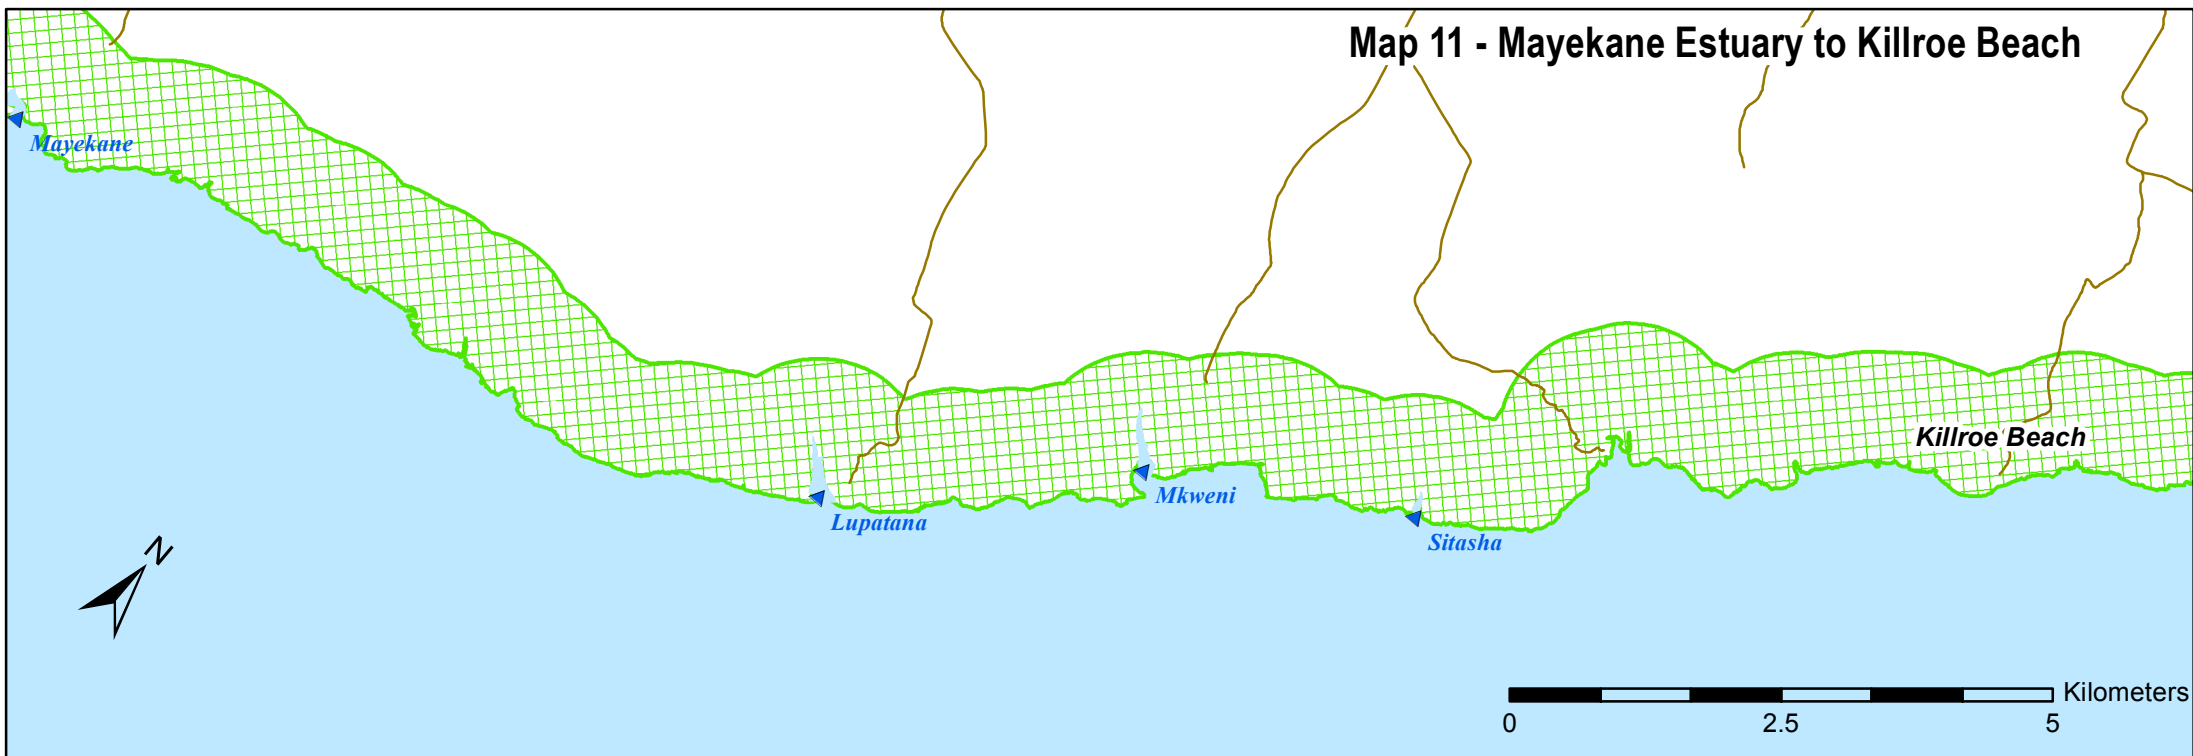 Map 11 - Mayekane Estuary to Killroe Beach
Mayekane
Killroe Beach
Mkweni
Lupatana
Sitasha
N
Kilometers
0 2.5 5